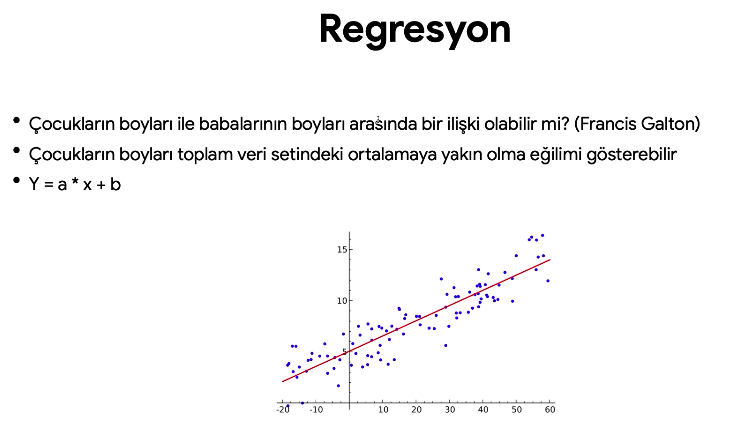 Regresyon
• Çocukların boyları ile babalarının boyları arasında bir ilişki olabilir mi? (Francis Galton)
• Çocukların boyları toplam veri setindeki ortalamaya yakın olma eğilimi gösterebilir
• Y = a * x + b
15
10
5
-20 -10 10 20 30 40 50 60